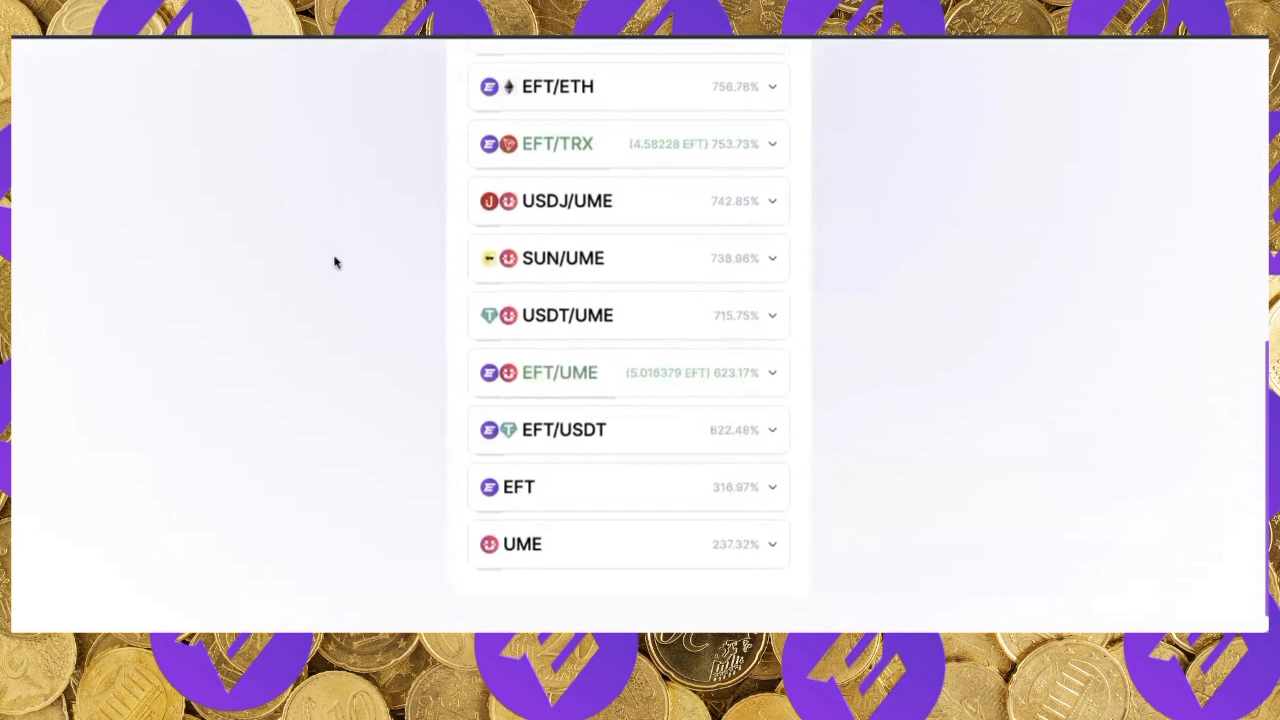 EFT/ETH 756.78%
EFT/TRX (4.58228 EFT) 753.73%
USDJ/UME 742.85%
SUN/UME 738.96%
USDT/UME 715.75%
EFT/UME (5.016379 EFT) 623.17%
EFT/USDT 622.48%
EFT 316.97%
UME 237.32%